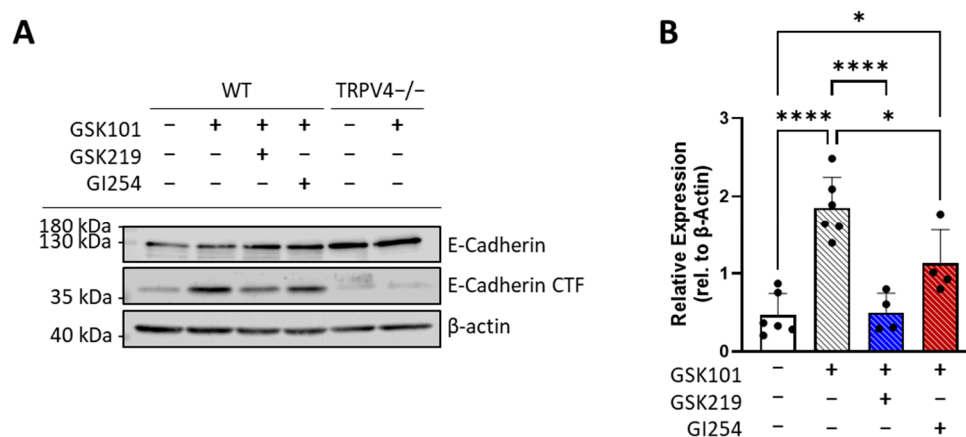 A
WT TRPV4−/−
GSK101 − + + + − +
GSK219 − − + − − −
GI254 − − − + − −
180 kDa
130 kDa
E-Cadherin
35 kDa
E-Cadherin CTF
40 kDa
β-actin
B
*
****
**** *
3
2
1
0
Relative Expression
(rel. to β-Actin)
GSK101 − + + +
GSK219 − − + −
GI254 − − − +